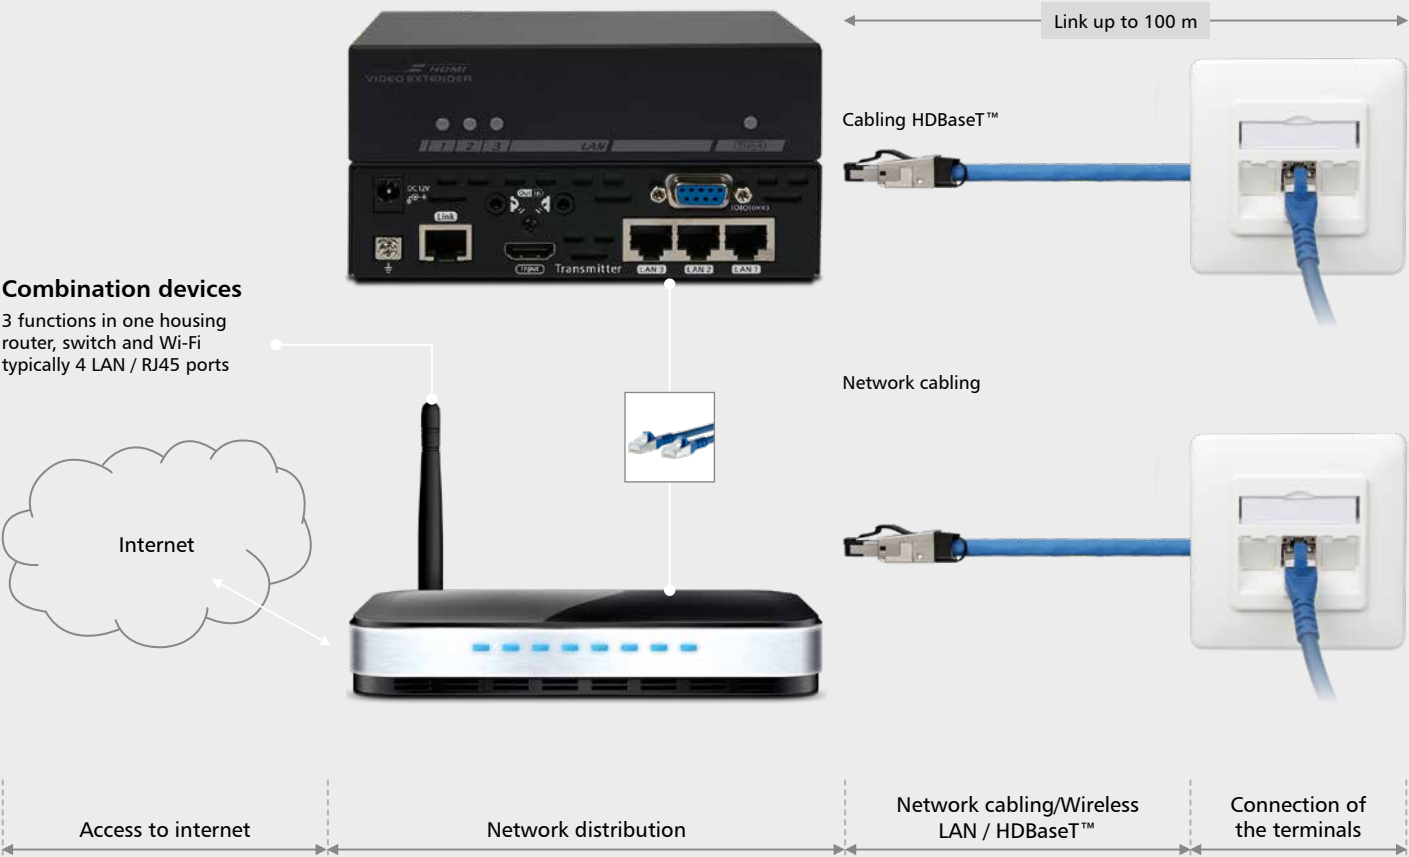 Link up to 100 m
HDMI
VIDEO EXTENDER
1 2 3 LAN
Cabling HDBaseT™
DC 12V
Out In
Link
Input
Transmitter
LAN 3
LAN 2
LAN 1
Combination devices
3 functions in one housing
router, switch and Wi-Fi
typically 4 LAN / RJ45 ports
Network cabling
Internet
Access to internet
Network distribution
Network cabling/Wireless
LAN / HDBaseT™
Connection of
the terminals